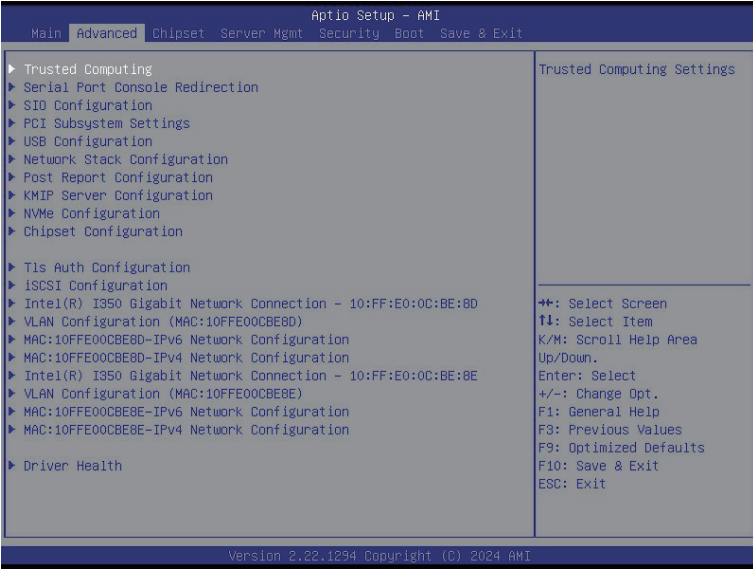 Aptio Setup – AMI
Main Advanced Chipset Server Mgmt Security Boot Save & Exit
▶ Trusted Computing
▶ Serial Port Console Redirection
▶ SIO Configuration
▶ PCI Subsystem Settings
▶ USB Configuration
▶ Network Stack Configuration
▶ Post Report Configuration
▶ KMIP Server Configuration
▶ NVMe Configuration
▶ Chipset Configuration
▶ Tls Auth Configuration
▶ iSCSI Configuration
▶ Intel(R) I350 Gigabit Network Connection – 10:FF:E0:0C:BE:8D
▶ VLAN Configuration (MAC:10FFE00CBE8D)
▶ MAC:10FFE00CBE8D-IPv6 Network Configuration
▶ MAC:10FFE00CBE8D-IPv4 Network Configuration
▶ Intel(R) I350 Gigabit Network Connection – 10:FF:E0:0C:BE:8E
▶ VLAN Configuration (MAC:10FFE00CBE8E)
▶ MAC:10FFE00CBE8E-IPv6 Network Configuration
▶ MAC:10FFE00CBE8E-IPv4 Network Configuration
▶ Driver Health
Trusted Computing Settings
→←: Select Screen
↑↓: Select Item
K/M: Scroll Help Area
Up/Down.
Enter: Select
+/-: Change Opt.
F1: General Help
F3: Previous Values
F9: Optimized Defaults
F10: Save & Exit
ESC: Exit
Version 2.22.1294 Copyright (C) 2024 AMI